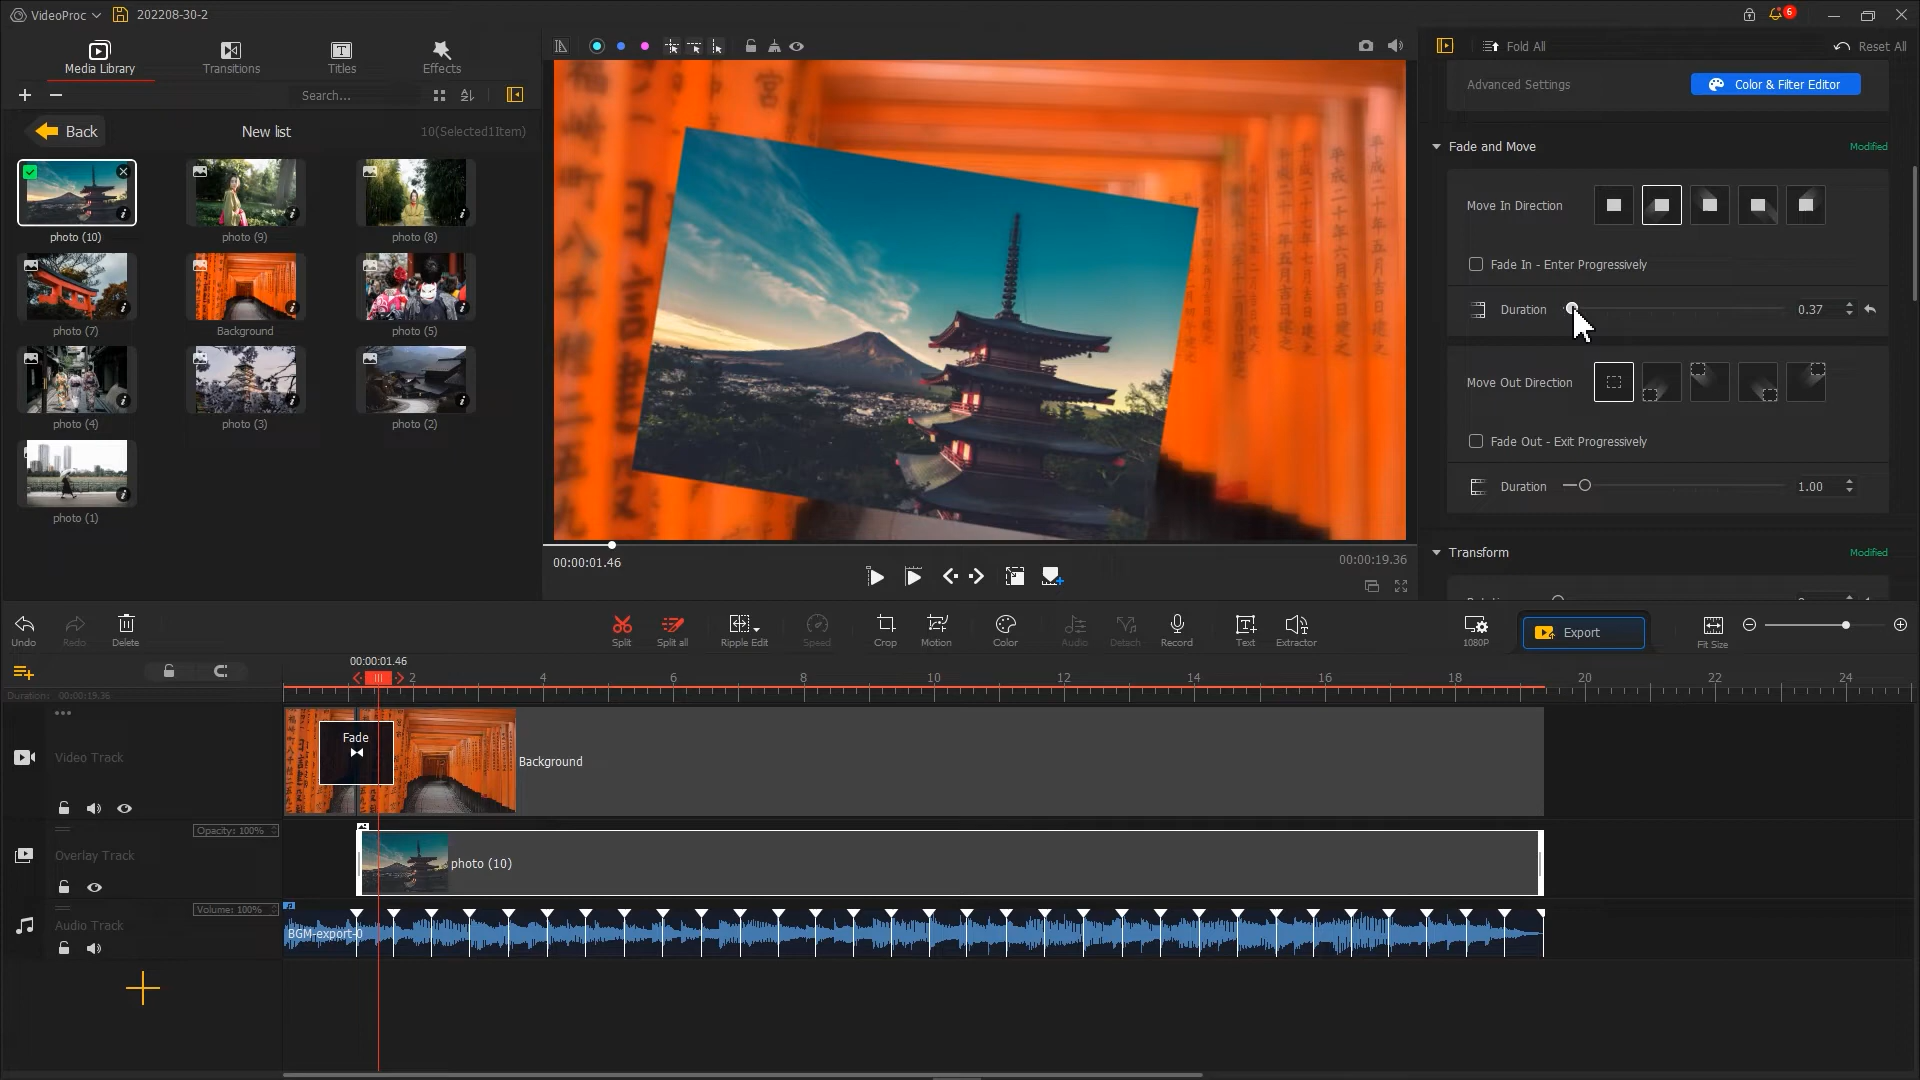 VideoProc
202208-30-2
6
Media Library
Transitions
Titles
Effects
Search...
Back
New list
10(Selected1Item)
photo (10)
photo (9)
photo (8)
photo (7)
Background
photo (5)
photo (4)
photo (3)
photo (2)
photo (1)
00:00:01.46
00:00:19.36
Fold All
Reset All
Advanced Settings
Color & Filter Editor
Fade and Move
Modified
Move In Direction
Fade In - Enter Progressively
Duration
0.37
Move Out Direction
Fade Out - Exit Progressively
Duration
1.00
Transform
Modified
Undo
Redo
Delete
Split
Split all
Ripple Edit
Speed
Crop
Motion
Color
Audio
Detach
Record
Text
Extractor
1080P
Export
Fit Size
00:00:01.46
Duration: 00:00:19.36
2 4 6 8 10 12 14 16 18 20 22 24
Video Track
Fade
Background
Opacity: 100%
Overlay Track
photo (10)
Volume: 100%
Audio Track
BGM-export-0